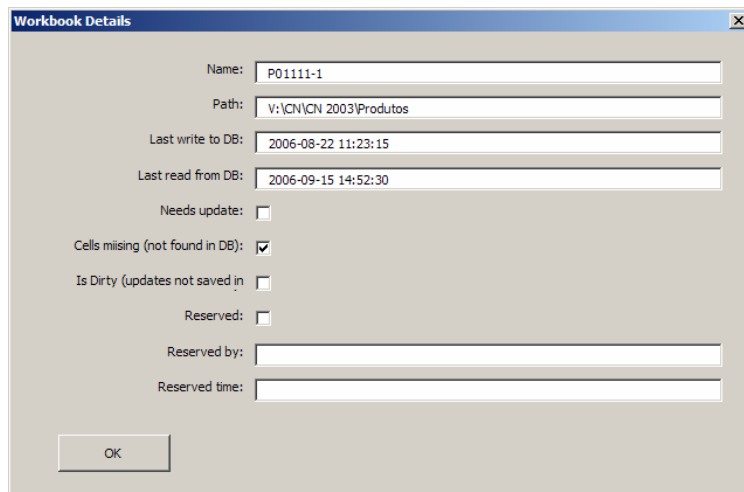 Workbook Details
Name: P01111-1
Path: V:\CN\CN 2003\Produtos
Last write to DB: 2006-08-22 11:23:15
Last read from DB: 2006-09-15 14:52:30
Needs update:
Cells miising (not found in DB):
Is Dirty (updates not saved in
Reserved:
Reserved by:
Reserved time:
OK